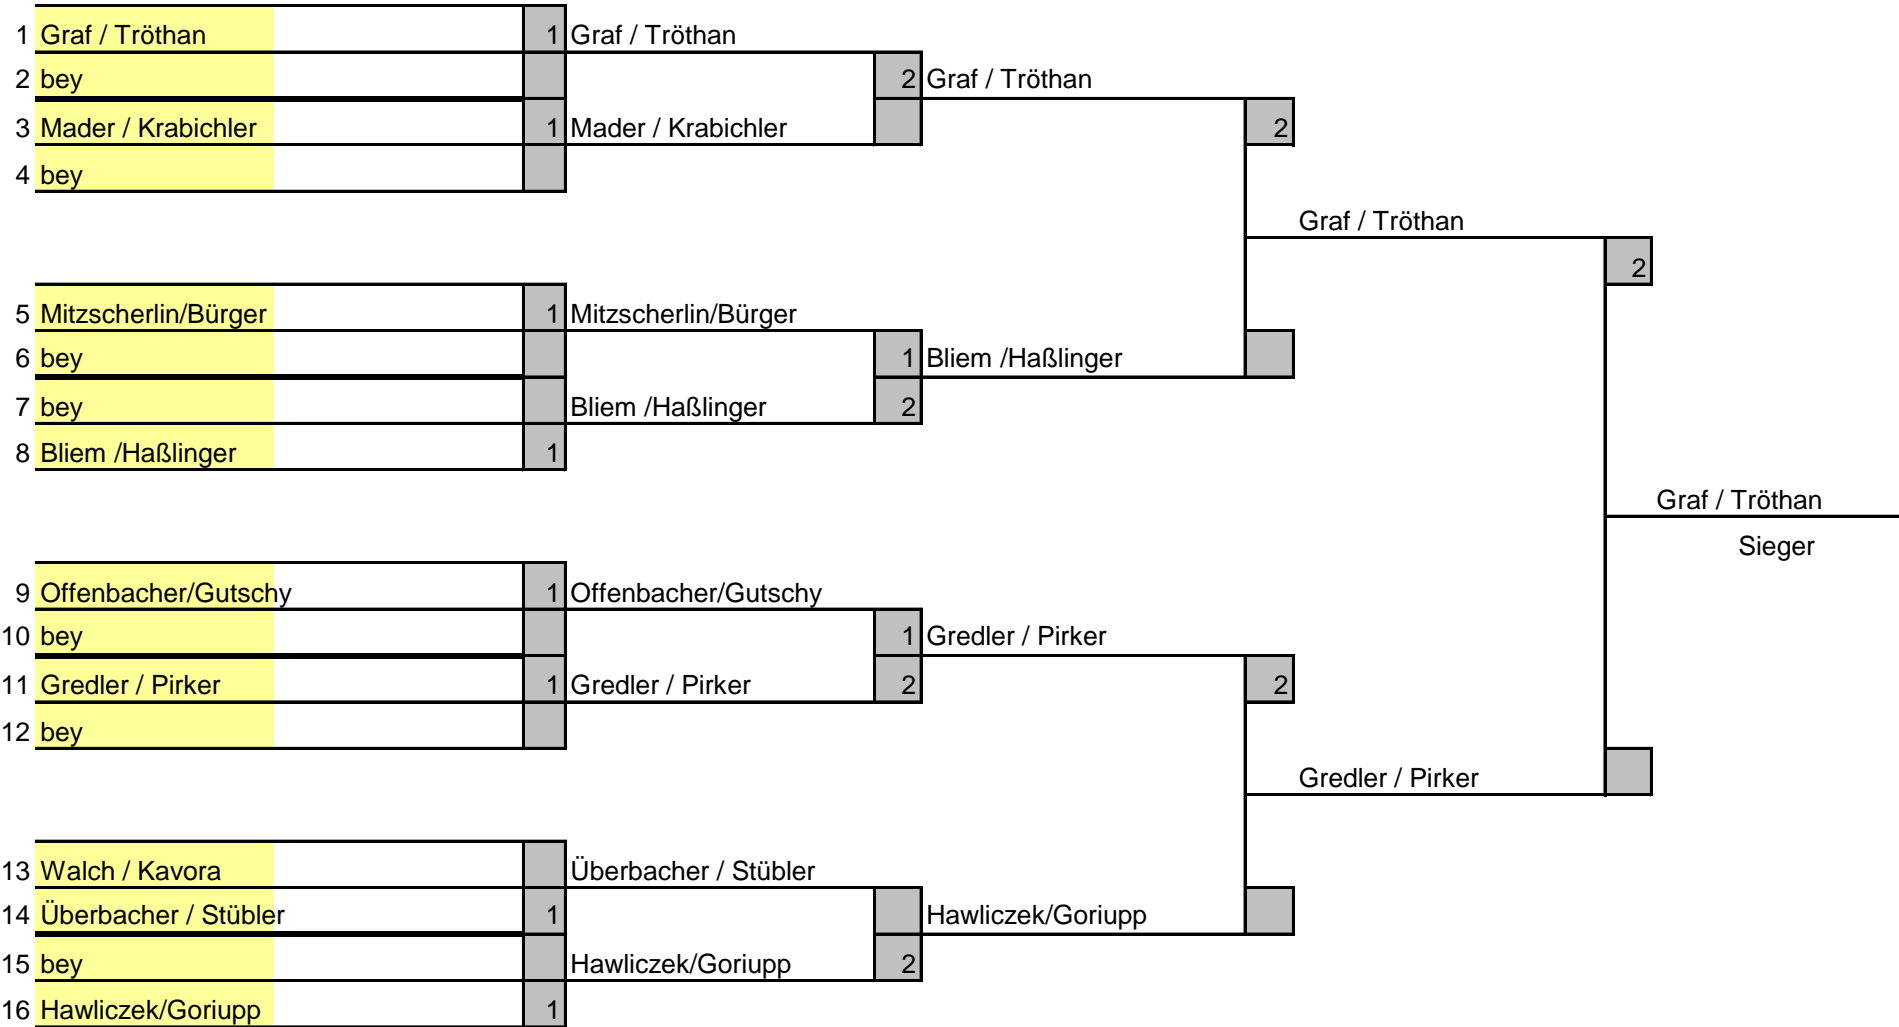 1 Graf / Tröthan 1 Graf / Tröthan
2 bey 2 Graf / Tröthan
3 Mader / Krabichler 1 Mader / Krabichler 2
4 bey
Graf / Tröthan
2
5 Mitzscherlin/Bürger 1 Mitzscherlin/Bürger
6 bey 1 Bliem /Haßlinger
7 bey Bliem /Haßlinger 2
8 Bliem /Haßlinger 1
Graf / Tröthan
Sieger
9 Offenbacher/Gutschy 1 Offenbacher/Gutschy
10 bey 1 Gredler / Pirker
11 Gredler / Pirker 1 Gredler / Pirker 2 2
12 bey
Gredler / Pirker
13 Walch / Kavora Überbacher / Stübler
14 Überbacher / Stübler 1 Hawliczek/Goriupp
15 bey Hawliczek/Goriupp 2
16 Hawliczek/Goriupp 1